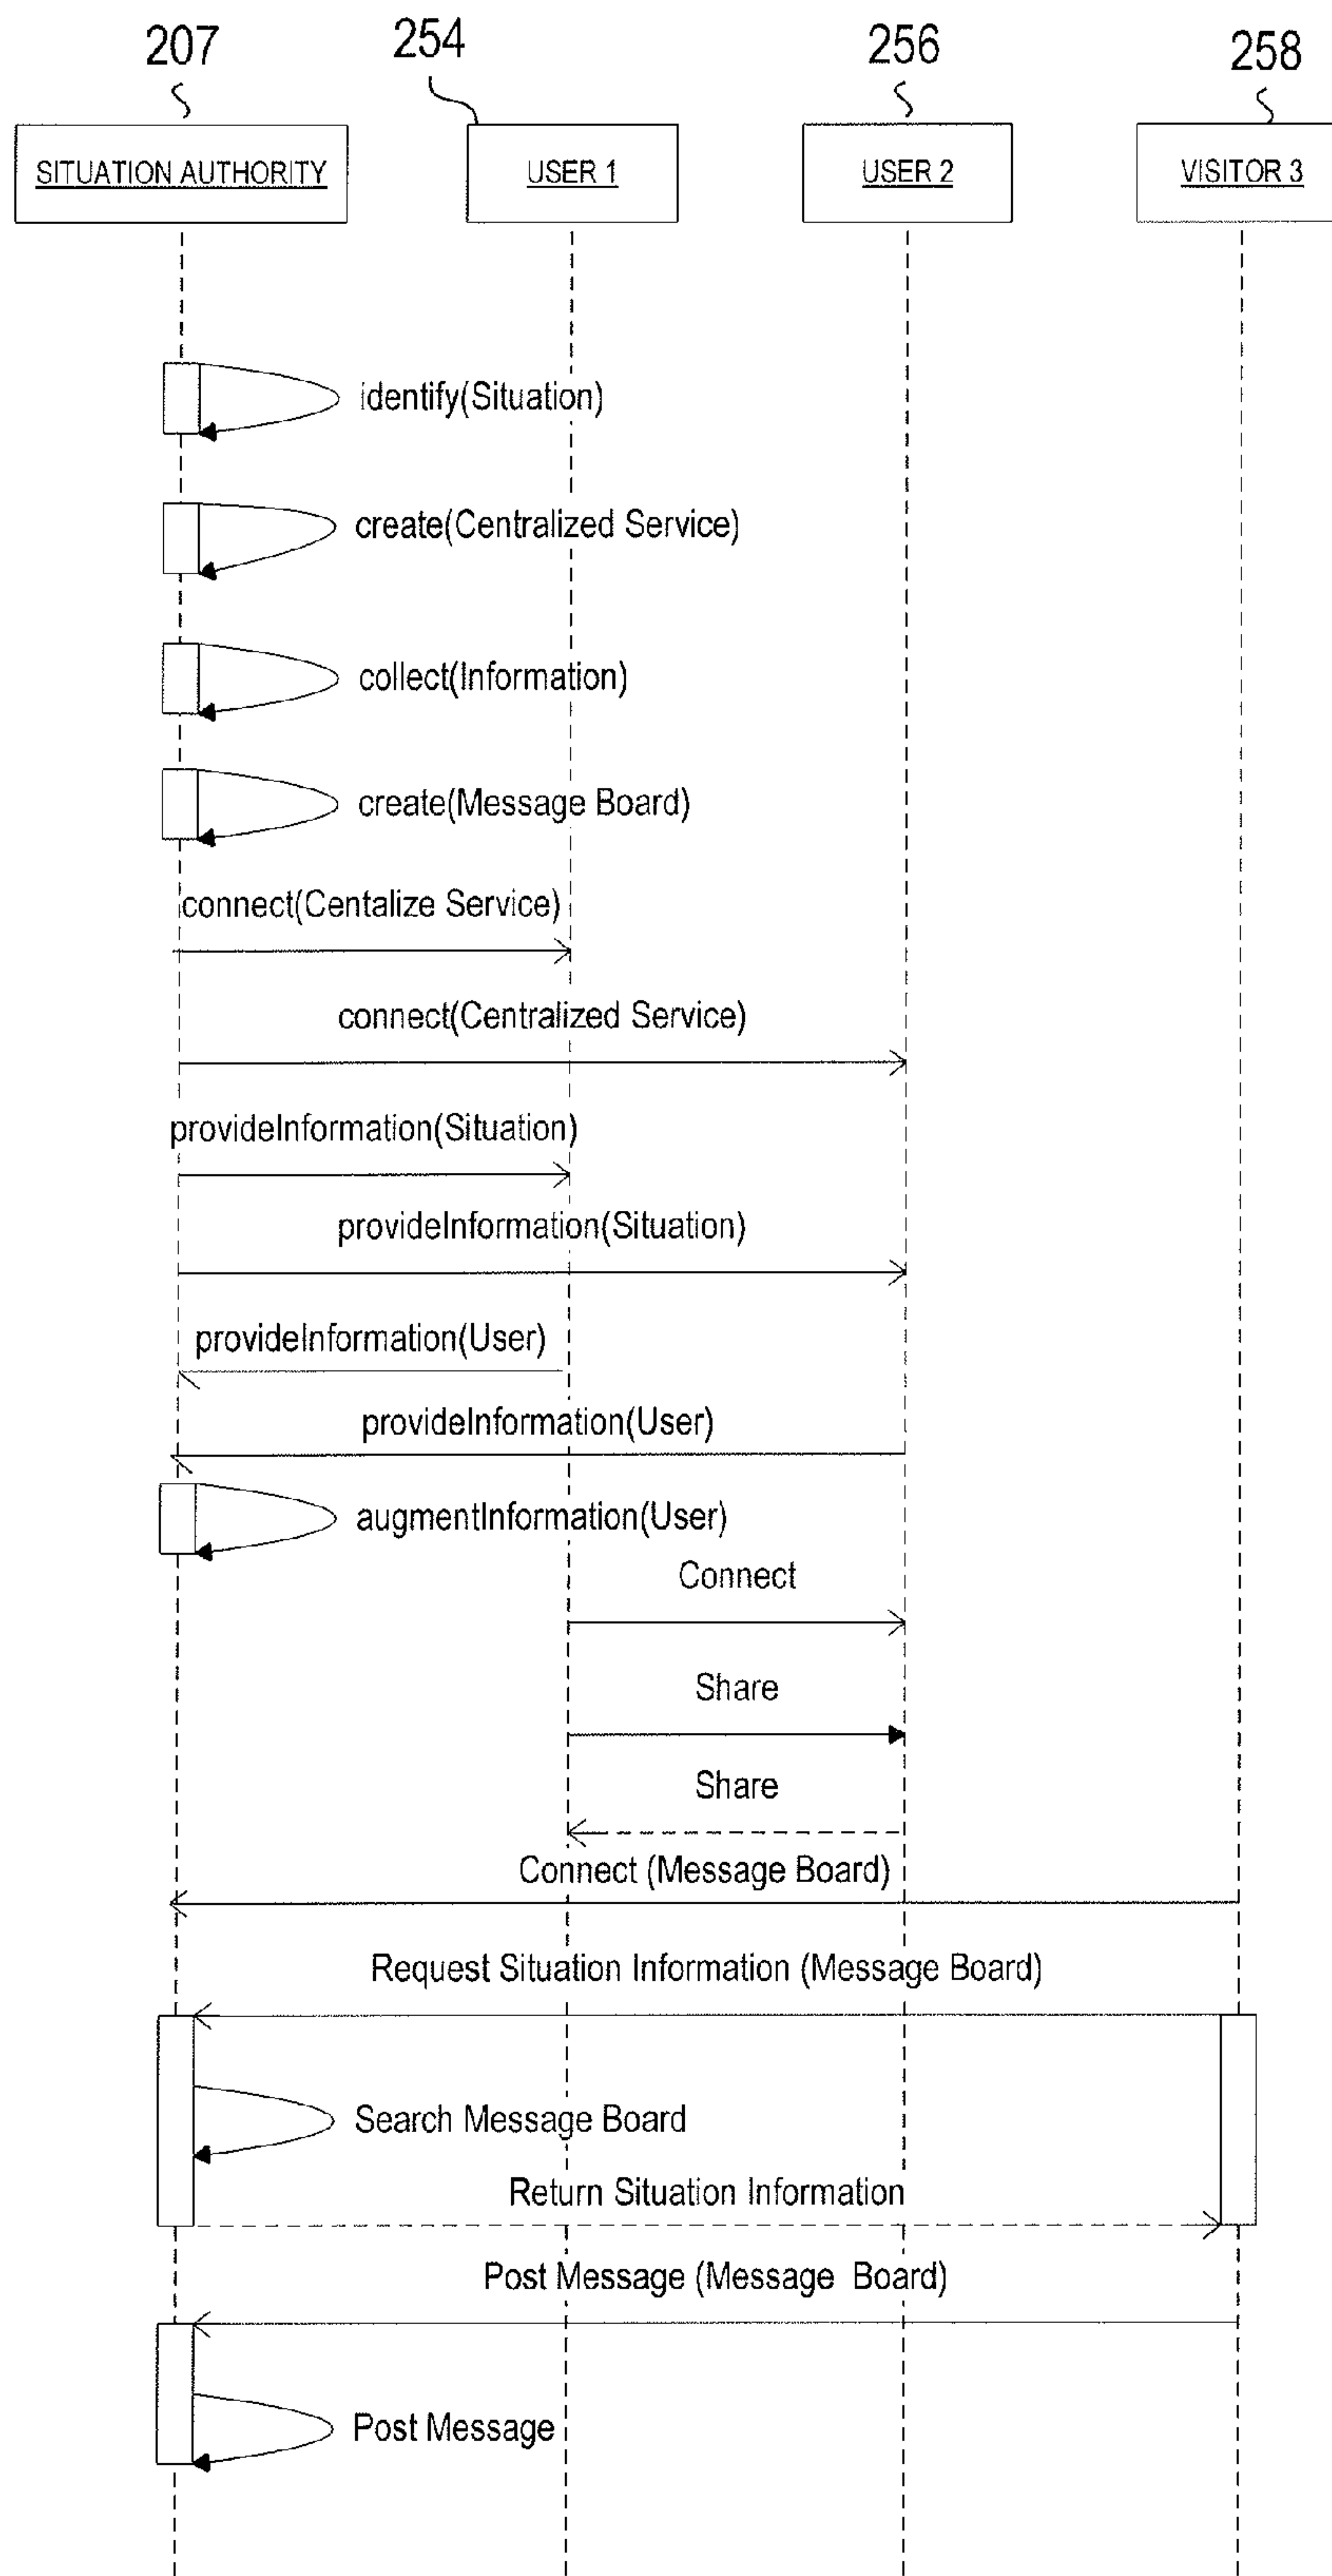 207
254
256
258
SITUATION AUTHORITY
USER 1
USER 2
VISITOR 3
identify(Situation)
create(Centralized Service)
collect(Information)
create(Message Board)
connect(Centalize Service)
connect(Centralized Service)
provideInformation(Situation)
provideInformation(Situation)
provideInformation(User)
provideInformation(User)
augmentInformation(User)
Connect
Share
Share
Connect (Message Board)
Request Situation Information (Message Board)
Search Message Board
Return Situation Information
Post Message (Message Board)
Post Message